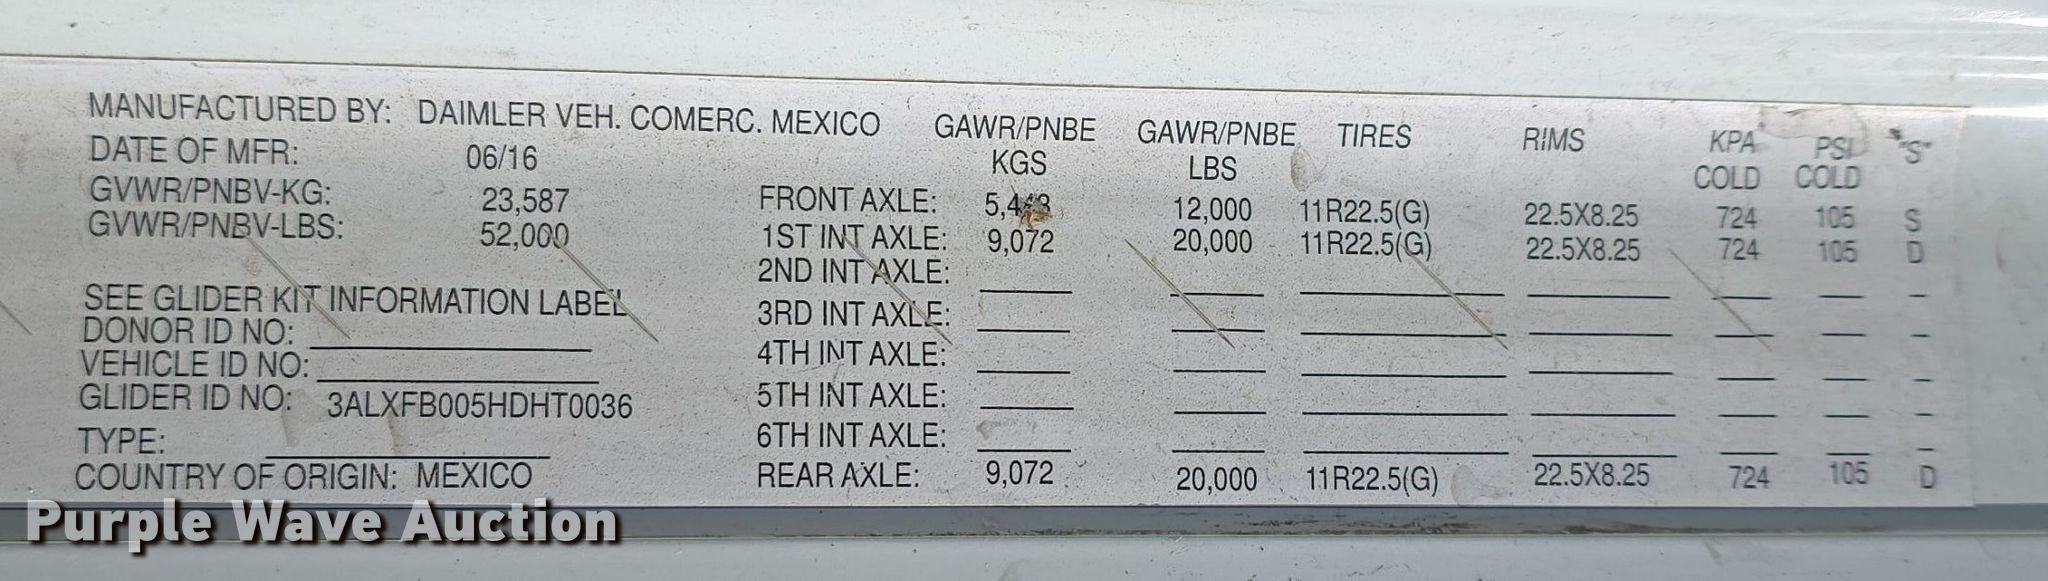 MANUFACTURED BY: DAIMLER VEH. COMERC. MEXICO
DATE OF MFR: 06/16
GVWR/PNBV-KG: 23,587
GVWR/PNBV-LBS: 52,000
SEE GLIDER KIT INFORMATION LABEL
DONOR ID NO:
VEHICLE ID NO:
GLIDER ID NO: 3ALXFB005HDHT0036
TYPE:
COUNTRY OF ORIGIN: MEXICO
GAWR/PNBE KGS GAWR/PNBE LBS TIRES RIMS KPA COLD PSI COLD "S"
FRONT AXLE: 12,000 11R22.5(G) 22.5X8.25 724 105 S
1ST INT AXLE: 9,072 20,000 11R22.5(G) 22.5X8.25 724 105 D
2ND INT AXLE:
3RD INT AXLE:
4TH INT AXLE:
5TH INT AXLE:
6TH INT AXLE:
REAR AXLE: 9,072 20,000 11R22.5(G) 22.5X8.25 724 105 D
Purple Wave Auction